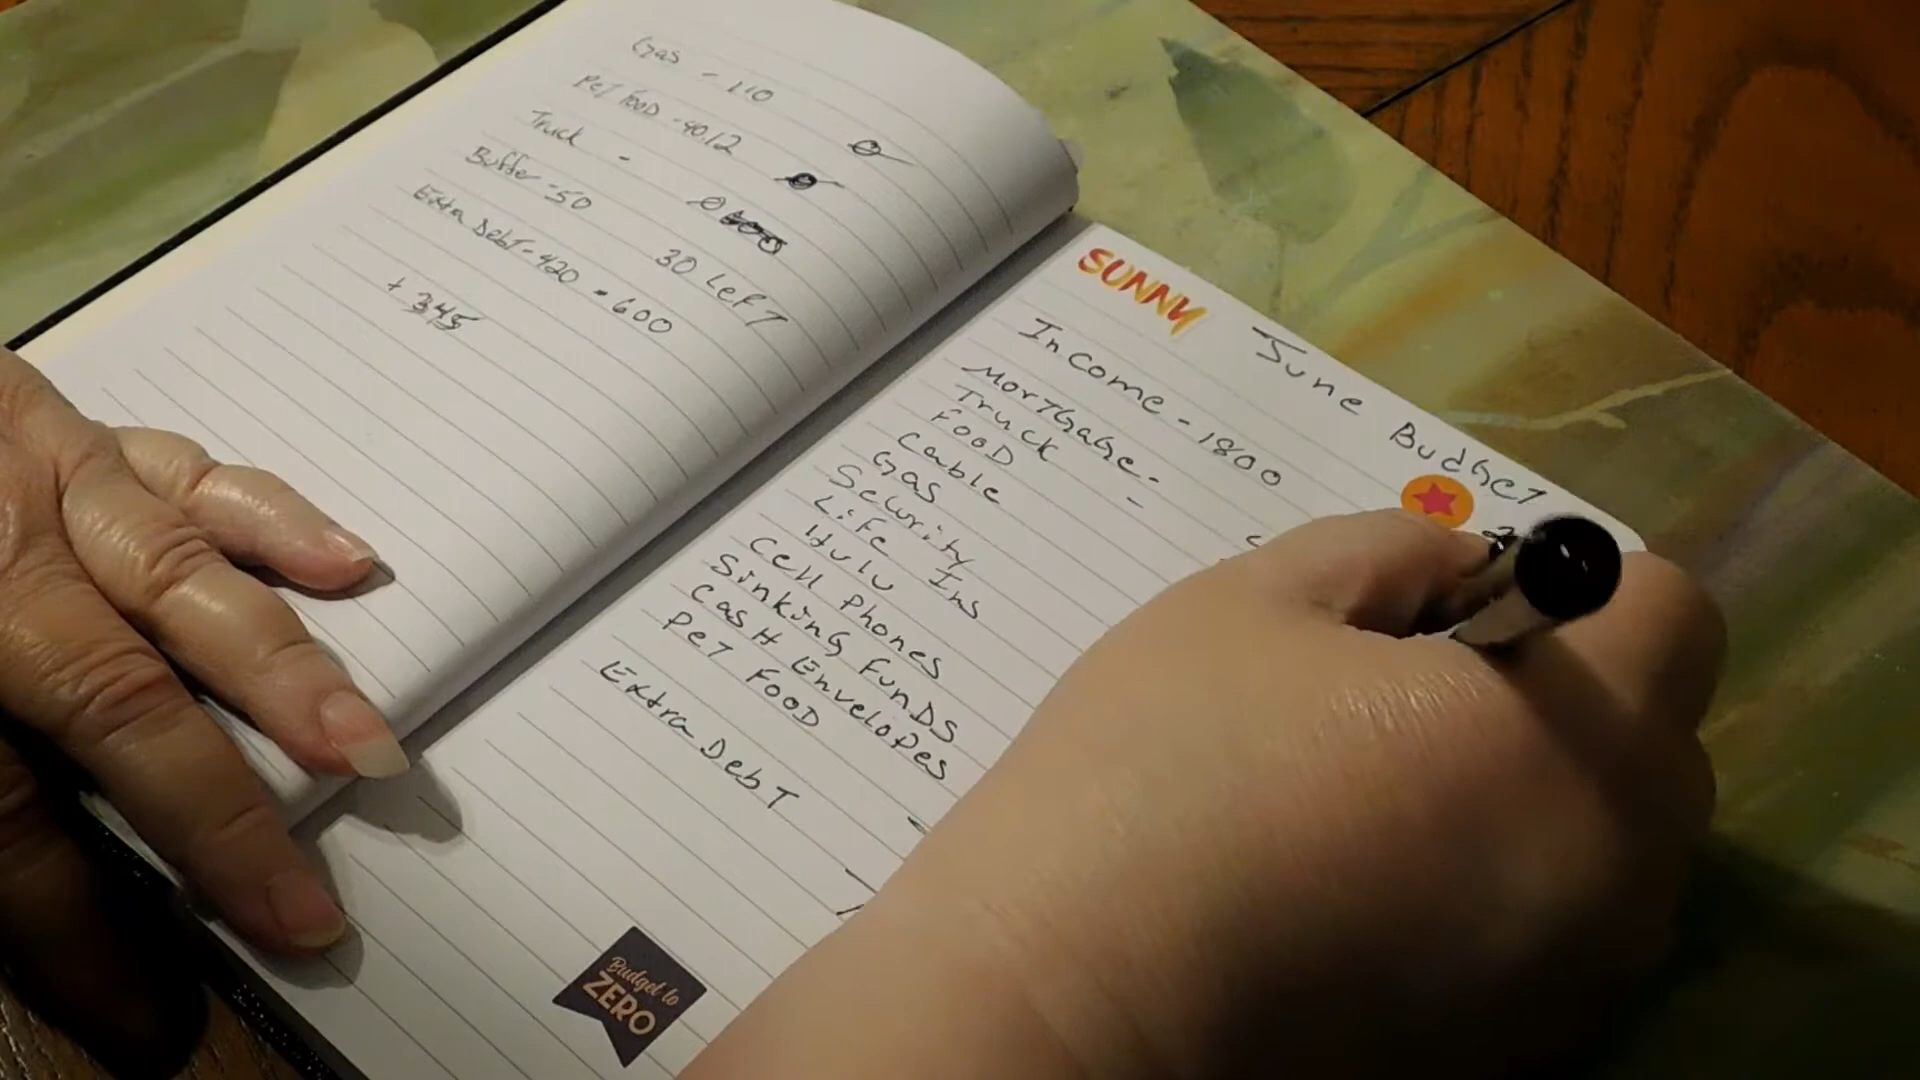 Gas - 110
Pet Food - 40.12
Truck -
Buffer - 50
30 Left
Extra Debt - 420 = 600
+ 345
SUNNY
June Budget
Income - 1800
Mortgage -
Truck -
Food
Cable
Gas
Security
Life Ins
Hulu
Cell Phones
Sinking Funds
Cash Envelopes
Pet Food
Extra Debt
Budget to
ZERO